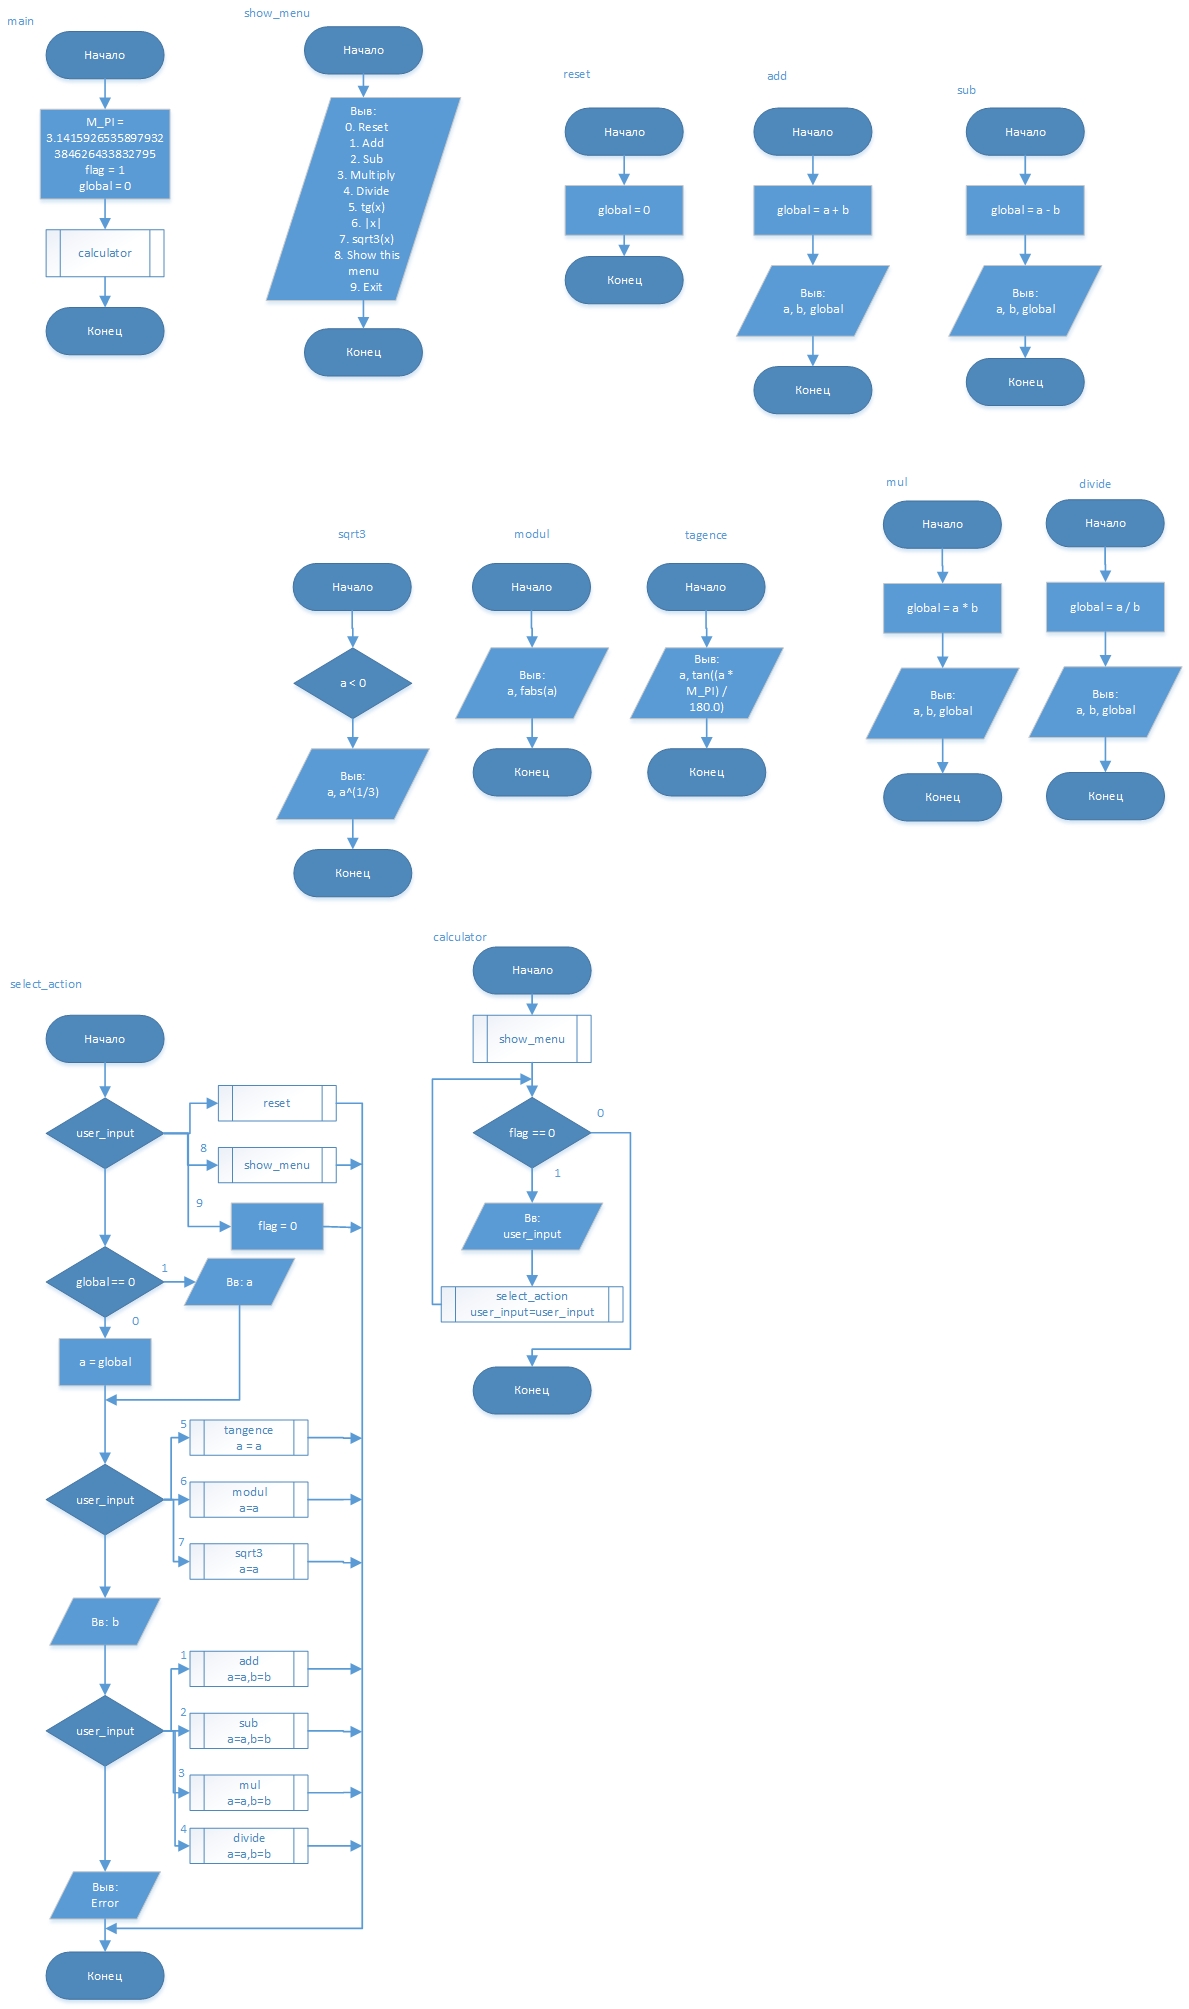 main
Начало
M_PI =
3.1415926535897932
384626433832795
flag = 1
global = 0
calculator
Конец
show_menu
Начало
Выв:
0. Reset
1. Add
2. Sub
3. Multiply
4. Divide
5. tg(x)
6. |x|
7. sqrt3(x)
8. Show this
menu
9. Exit
Конец
reset
Начало
global = 0
Конец
add
Начало
global = a + b
Выв:
a, b, global
Конец
sub
Начало
global = a - b
Выв:
a, b, global
Конец
sqrt3
Начало
a < 0
Выв:
a, a^(1/3)
Конец
modul
Начало
Выв:
a, fabs(a)
Конец
tagence
Начало
Выв:
a, tan((a *
M_PI) /
180.0)
Конец
mul
Начало
global = a * b
Выв:
a, b, global
Конец
divide
Начало
global = a / b
Выв:
a, b, global
Конец
select_action
Начало
user_input
reset
8
show_menu
9
flag = 0
global == 0
1
Вв: a
0
a = global
user_input
5
tangence
a = a
6
modul
a=a
7
sqrt3
a=a
Вв: b
user_input
1
add
a=a,b=b
2
sub
a=a,b=b
3
mul
a=a,b=b
4
divide
a=a,b=b
Выв:
Error
Конец
calculator
Начало
show_menu
flag == 0
0
1
Вв:
user_input
select_action
user_input=user_input
Конец